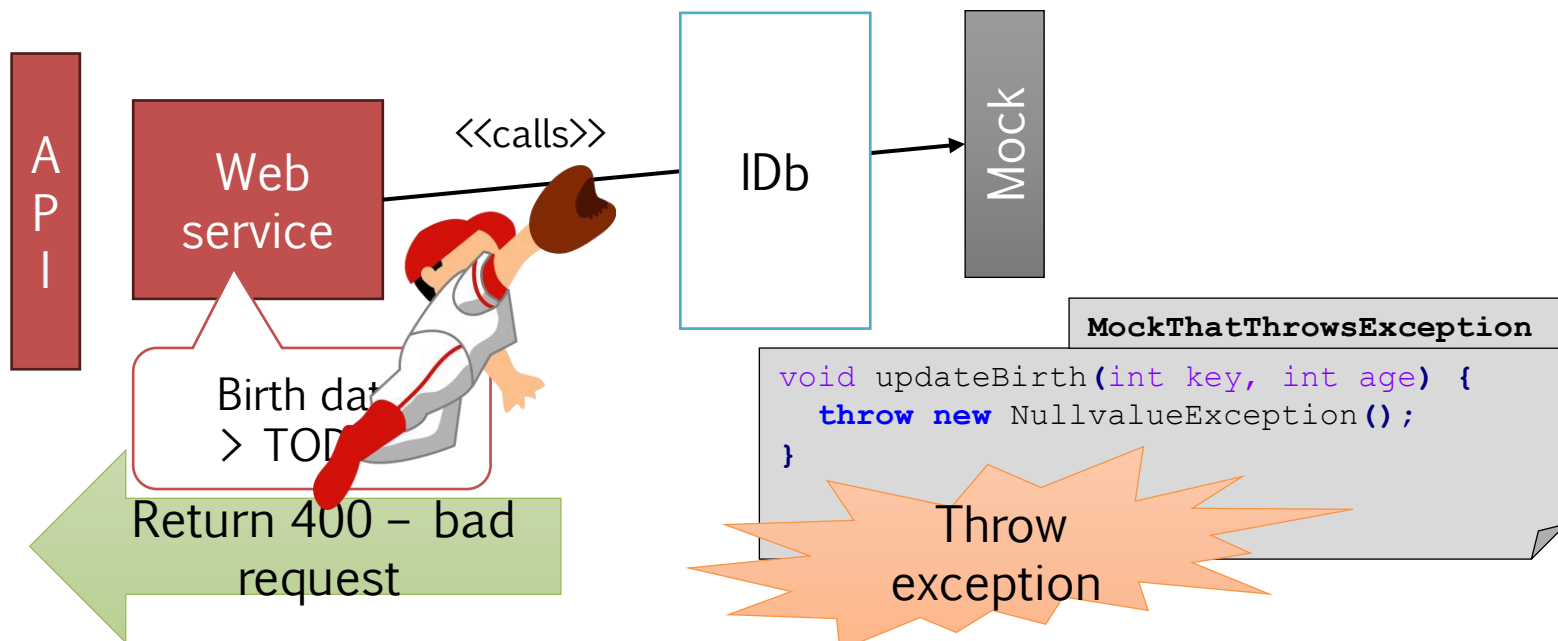 A
P
I
Web
service
<<calls>>
IDb
Mock
Birth dat
> TOD
Return 400 – bad
request
MockThatThrowsException
void updateBirth(int key, int age) {
throw new NullvalueException();
}
Throw
exception